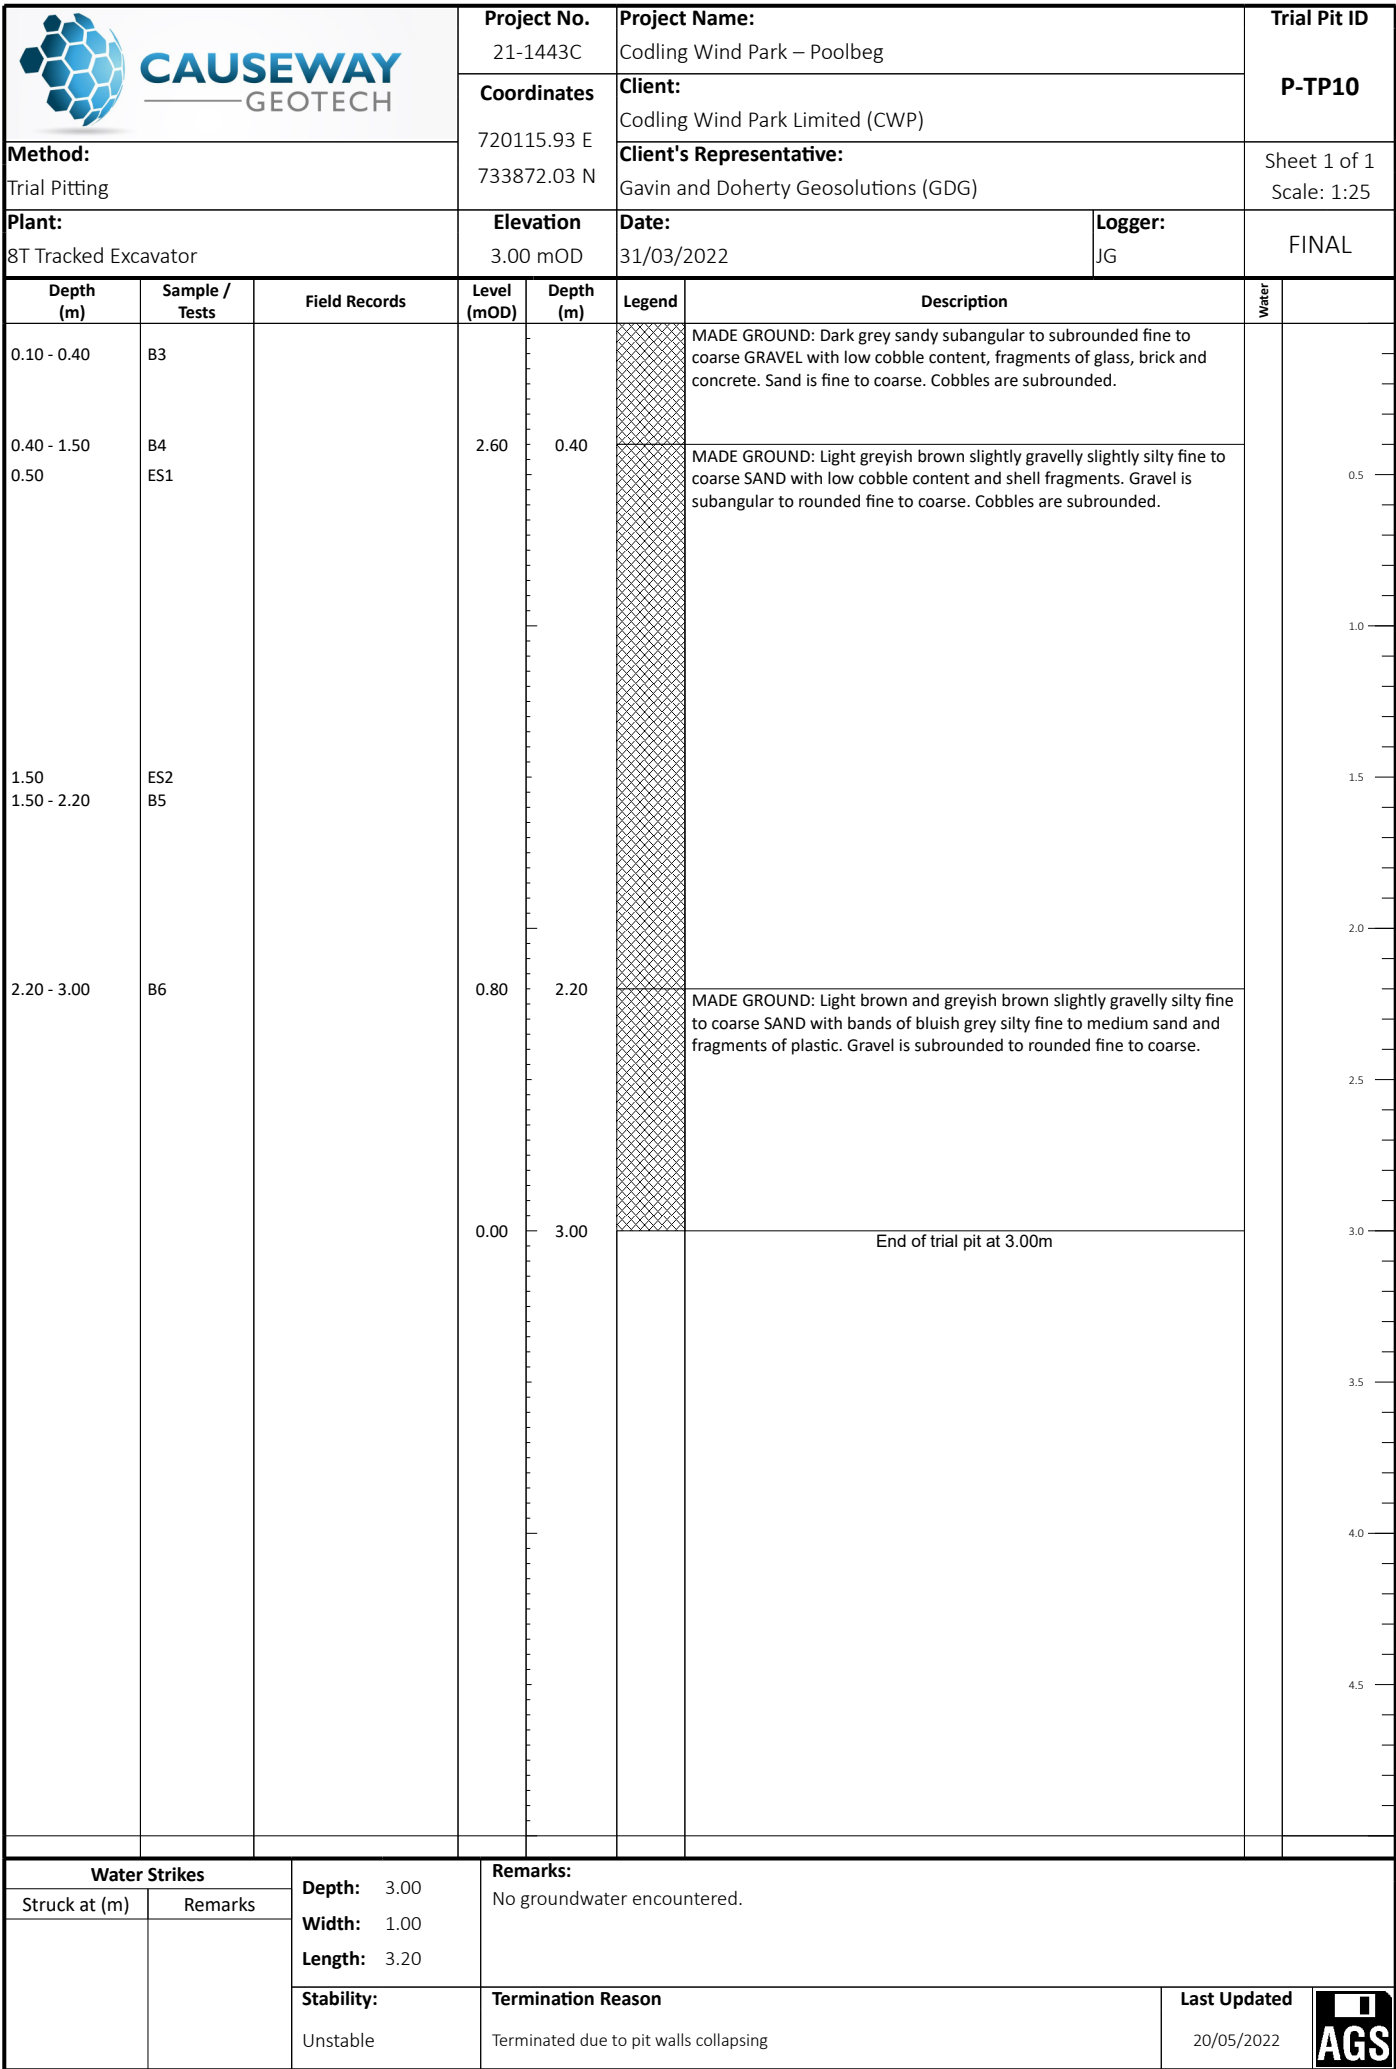 CAUSEWAY
GEOTECH
Project No.
21-1443C
Project Name:
Codling Wind Park – Poolbeg
Trial Pit ID
P-TP10
Coordinates
720115.93 E
733872.03 N
Client:
Codling Wind Park Limited (CWP)
Method:
Trial Pitting
Client's Representative:
Gavin and Doherty Geosolutions (GDG)
Sheet 1 of 1
Scale: 1:25
Plant:
8T Tracked Excavator
Elevation
3.00 mOD
Date:
31/03/2022
Logger:
JG
FINAL
Depth
(m)
Sample /
Tests
Field Records
Level
(mOD)
Depth
(m)
Legend
Description
Water
MADE GROUND: Dark grey sandy subangular to subrounded fine to
0.10 - 0.40 B3 coarse GRAVEL with low cobble content, fragments of glass, brick and
concrete. Sand is fine to coarse. Cobbles are subrounded.
0.40 - 1.50 B4 2.60 0.40
MADE GROUND: Light greyish brown slightly gravelly slightly silty fine to
0.50 ES1 coarse SAND with low cobble content and shell fragments. Gravel is 0.5
subangular to rounded fine to coarse. Cobbles are subrounded.
1.0
1.50 ES2 1.5
1.50 - 2.20 B5
2.0
2.20 - 3.00 B6 0.80 2.20
MADE GROUND: Light brown and greyish brown slightly gravelly silty fine
to coarse SAND with bands of bluish grey silty fine to medium sand and
fragments of plastic. Gravel is subrounded to rounded fine to coarse.
2.5
0.00 3.00 3.0
End of trial pit at 3.00m
3.5
4.0
4.5
Water Strikes
Struck at (m) Remarks
Depth: 3.00
Width: 1.00
Length: 3.20
Remarks:
No groundwater encountered.
Stability:
Unstable
Termination Reason
Terminated due to pit walls collapsing
Last Updated
20/05/2022
AGS